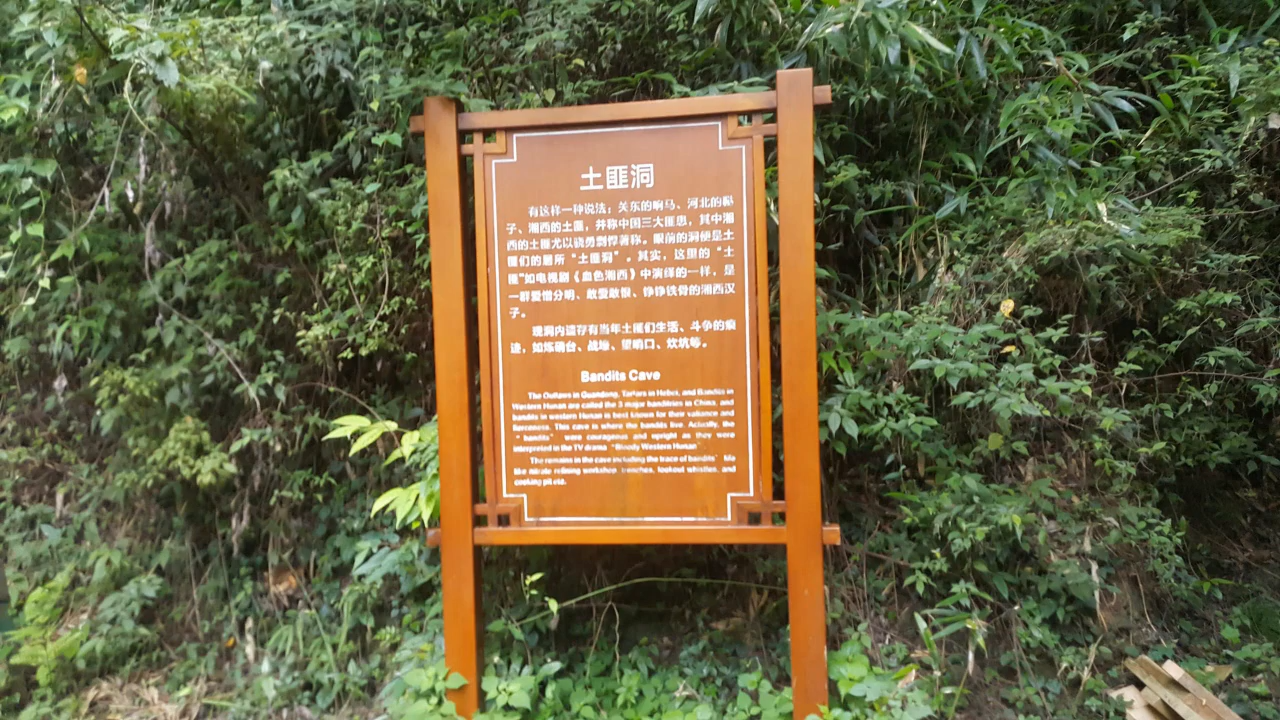 土匪洞
有这样一种说法：关东的响马、河北的
子、湘西的土匪，并称中国三大匪患，其中湘
西的土匪尤以骁勇剽悍著称。眼前的洞便是土
匪们的居所“土匪洞”。其实，这里的“土
匪”如电视剧《血色湘西》中演绎的一样，是
一群爱憎分明、敢爱敢恨、铮铮铁骨的湘西汉
子。
现洞内遗存有当年土匪们生活、斗争的痕
迹，如炼硝台、战壕、望哨口、炊坑等。
Bandits Cave
The Outlaws in Guandong, Tartars in Hebei, and Bandits in
Western Hunan are called the 3 major banditries in China, and
bandits in western Hunan is best known for their valiance and
fierceness. This cave is where the bandits live. Actually, the
“bandits” were courageous and upright as they were
interpreted in the TV drama “Bloody Western Hunan”
The remains in the cave including the trace of bandits' life
like nitrate refining workshop, trenches, lookout whistles, and
cooking pit etc.